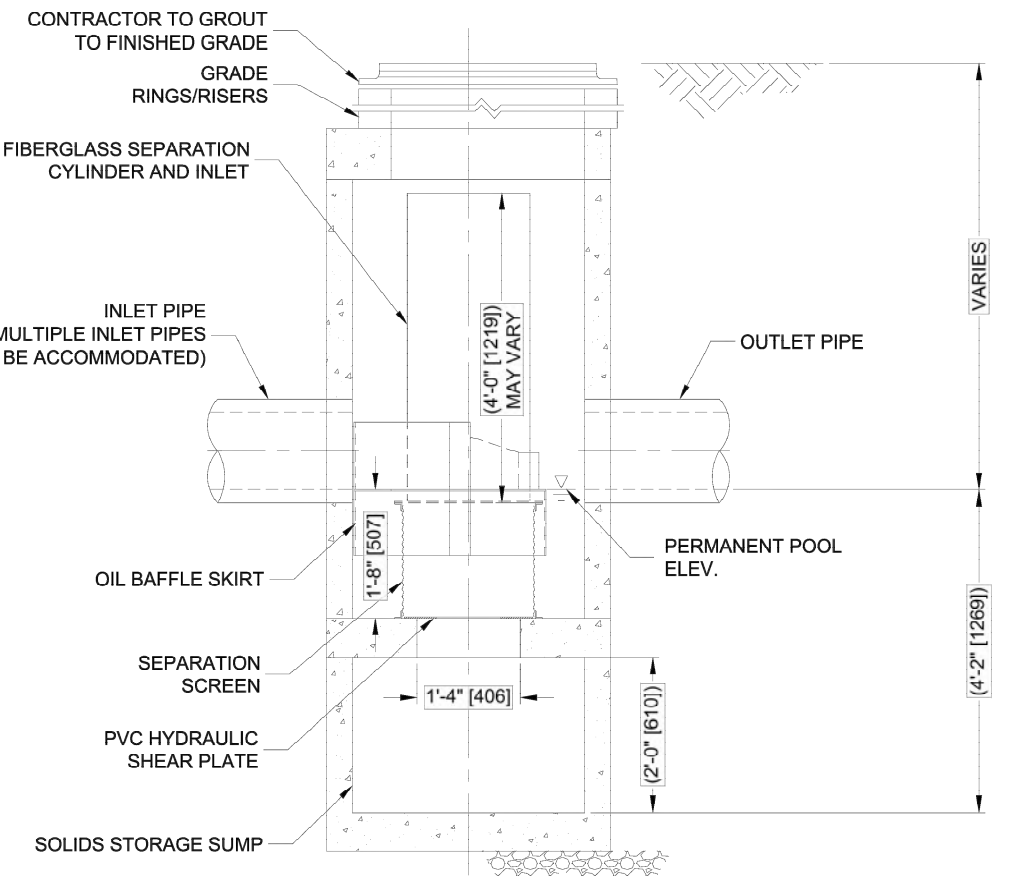 CONTRACTOR TO GROUT
TO FINISHED GRADE
GRADE
RINGS/RISERS
FIBERGLASS SEPARATION
CYLINDER AND INLET
INLET PIPE
MULTIPLE INLET PIPES
BE ACCOMMODATED)
OUTLET PIPE
VARIES
(4'-0" [1219])
MAY VARY
1'-8" [507]
OIL BAFFLE SKIRT
PERMANENT POOL
ELEV.
(4'-2" [1269])
SEPARATION
SCREEN
1'-4" [406]
(2'-0" [610])
PVC HYDRAULIC
SHEAR PLATE
SOLIDS STORAGE SUMP